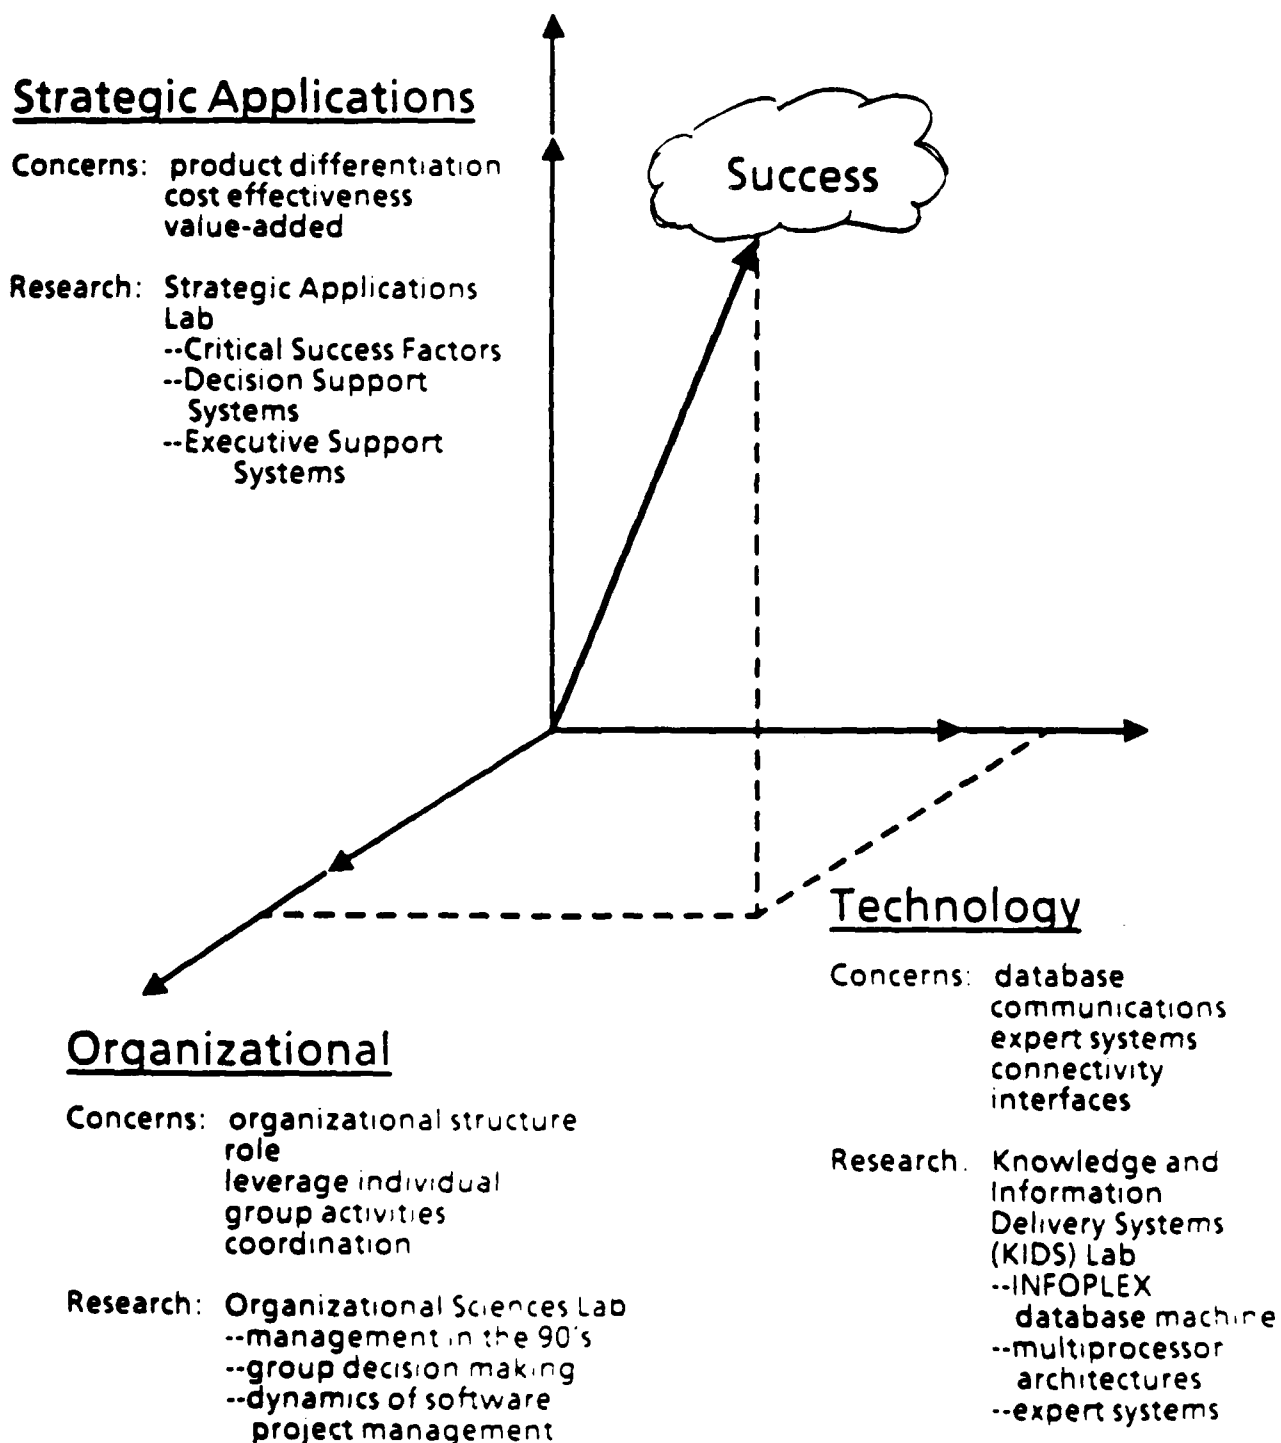 Strategic Applications
Concerns: product differentiation
cost effectiveness
value-added
Research: Strategic Applications
Lab
--Critical Success Factors
--Decision Support
Systems
--Executive Support
Systems
Success
Technology
Concerns: database
communications
expert systems
connectivity
interfaces
Research. Knowledge and
Information
Delivery Systems
(KIDS) Lab
--INFOPLEX
database machine
--multiprocessor
architectures
--expert systems
Organizational
Concerns: organizational structure
role
leverage individual
group activities
coordination
Research: Organizational Sciences Lab
--management in the 90's
--group decision making
--dynamics of software
project management